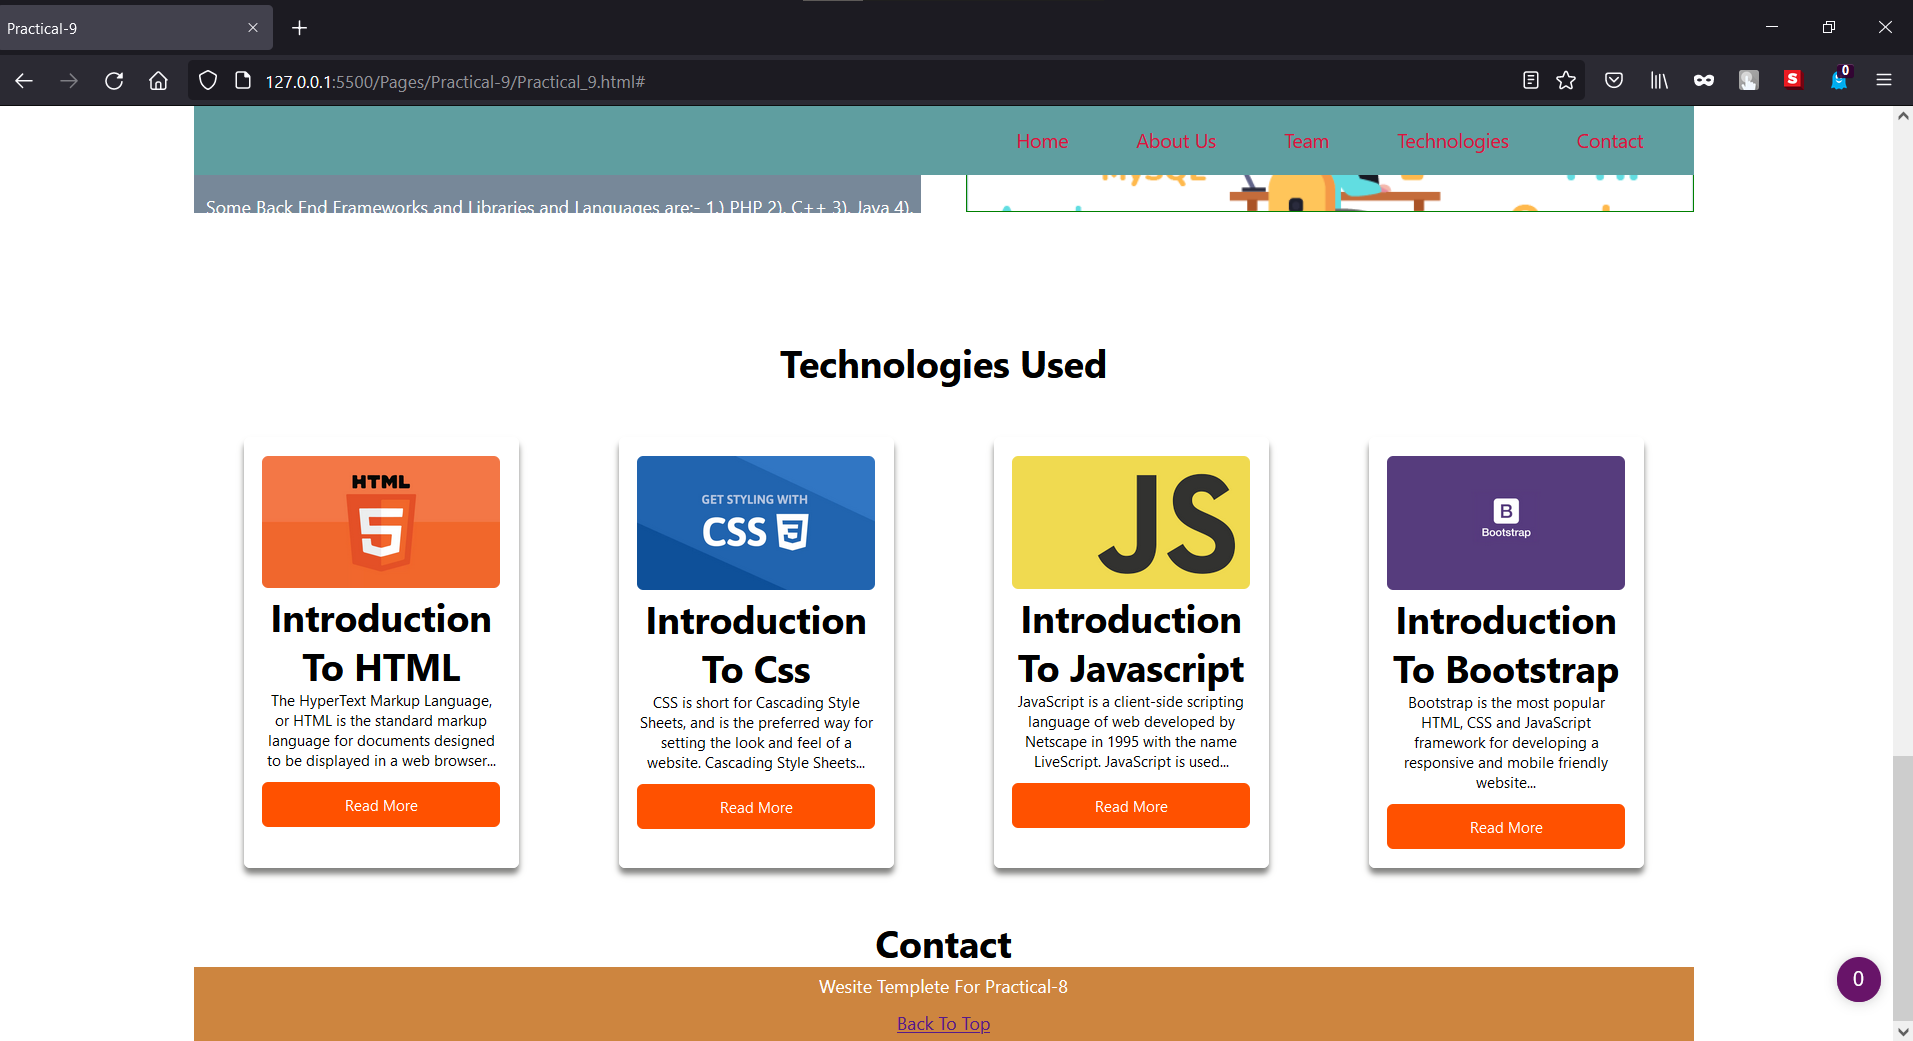 Practical-9
0
127.0.0.1:5500/Pages/Practical-9/Practical_9.html#
S
Home About Us Team Technologies Contact
MySQL
Some Back End Frameworks and Libraries and Languages are:- 1.) PHP 2). C++ 3). Java 4).
Technologies Used
HTML
5
GET STYLING WITH
CSS 3
JS
B
Bootstrap
Introduction
To HTML
The HyperText Markup Language,
or HTML is the standard markup
language for documents designed
to be displayed in a web browser...
Read More
Introduction
To Css
CSS is short for Cascading Style
Sheets, and is the preferred way for
setting the look and feel of a
website. Cascading Style Sheets...
Read More
Introduction
To Javascript
JavaScript is a client-side scripting
language of web developed by
Netscape in 1995 with the name
LiveScript. JavaScript is used...
Read More
Introduction
To Bootstrap
Bootstrap is the most popular
HTML, CSS and JavaScript
framework for developing a
responsive and mobile friendly
website...
Read More
Contact
Wesite Templete For Practical-8
0
Back To Top